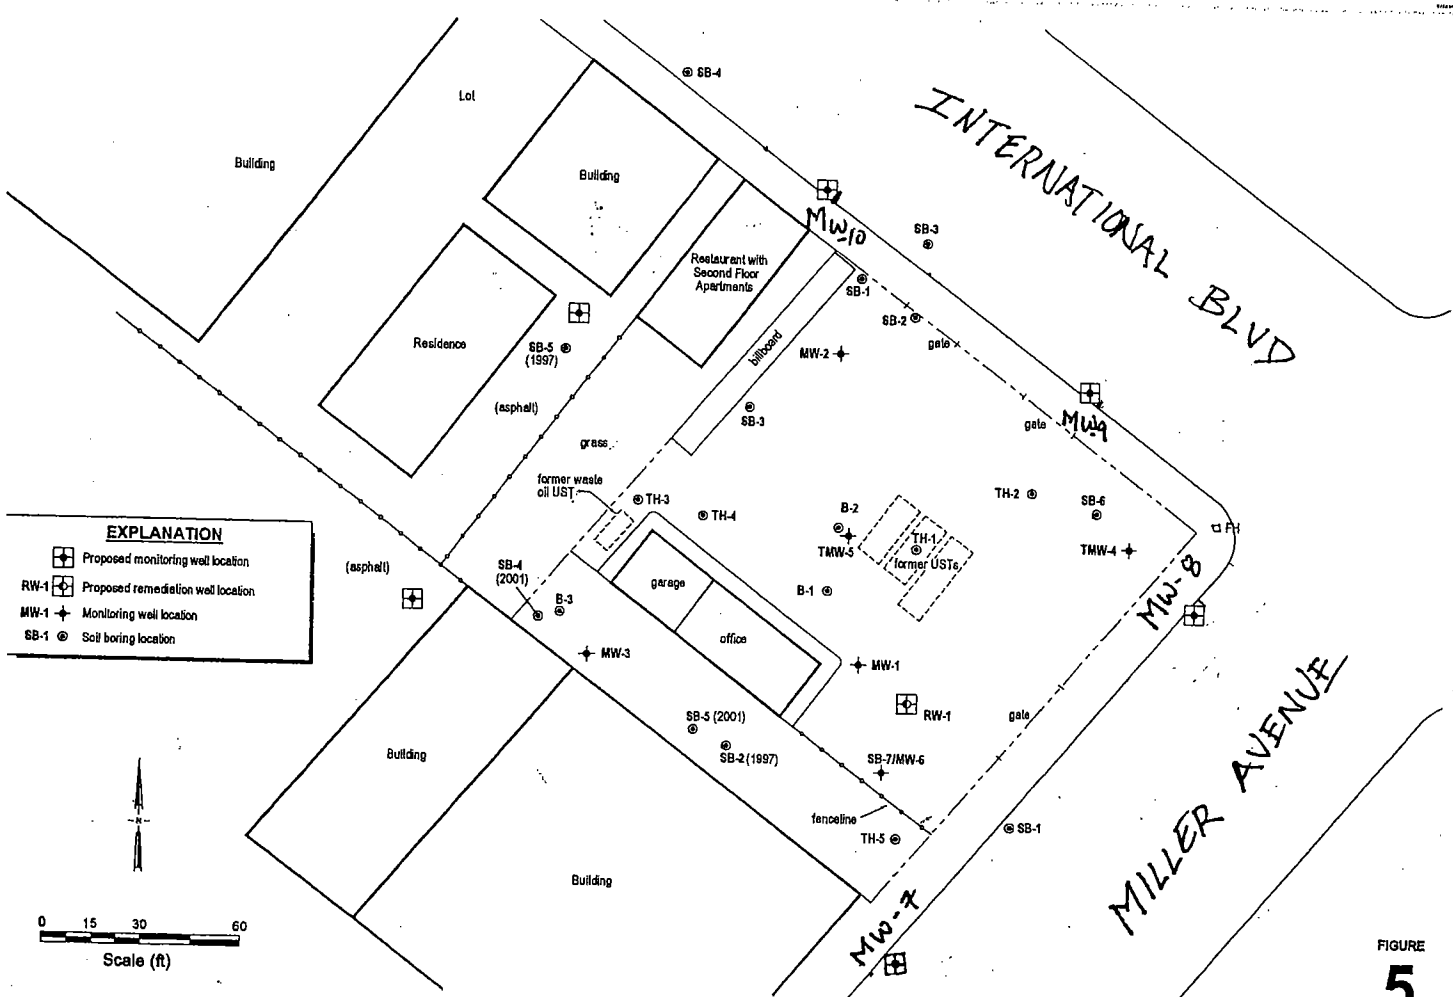 SB-4
Lot
INTERNATIONAL BLVD
Building
Building
MW-10
SB-3
Restaurant with
Second Floor
Apartments
SB-1
SB-2
gate
Residence
SB-5
(1997)
billboard
MW-2
(asphalt)
SB-3
MW-9
gate
grass
former waste
oil UST
TH-3
TH-4
TH-2
SB-6
B-2
TMW-5
TH-1
former USTs
TMW-4
FH
EXPLANATION
Proposed monitoring well location
RW-1 Proposed remediation well location
MW-1 Monitoring well location
SB-1 Soil boring location
(asphalt)
SB-4
(2001)
B-3
garage
B-1
MW-8
office
MW-3
MW-1
RW-1
gate
MILLER AVENUE
SB-5 (2001)
SB-2 (1997)
Building
SB-7/MW-6
N
fenceline
TH-5
SB-1
Building
MW-7
0 15 30 60
Scale (ft)
FIGURE
5